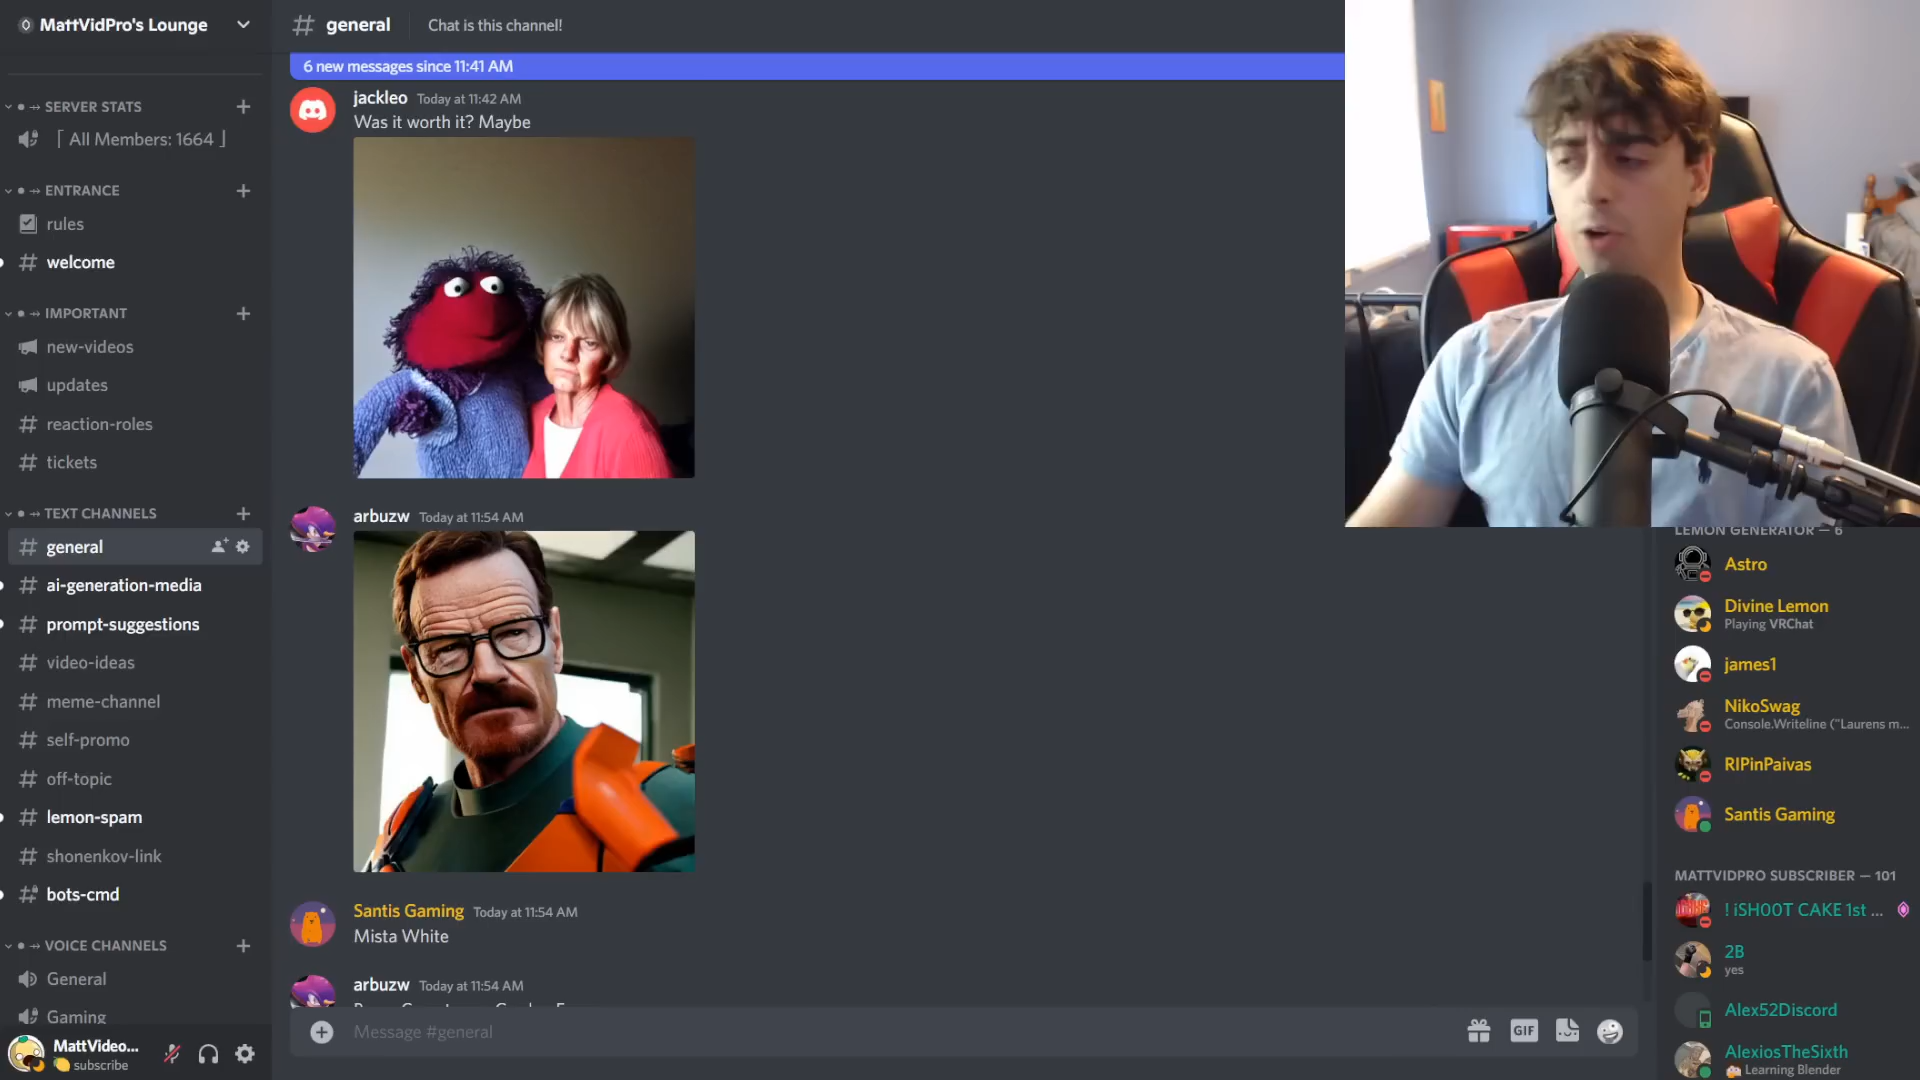 MattVidPro's Lounge
SERVER STATS
⌈ All Members: 1664 ⌋
ENTRANCE
rules
welcome
IMPORTANT
new-videos
updates
reaction-roles
tickets
TEXT CHANNELS
general
ai-generation-media
prompt-suggestions
video-ideas
meme-channel
self-promo
off-topic
lemon-spam
shonenkov-link
bots-cmd
VOICE CHANNELS
General
Gaming
MattVideo...
subscribe
general
Chat is this channel!
6 new messages since 11:41 AM
jackleo Today at 11:42 AM
Was it worth it? Maybe
arbuzw Today at 11:54 AM
Santis Gaming Today at 11:54 AM
Mista White
arbuzw Today at 11:54 AM
Message #general
GIF
LEMON GENERATOR — 6
Astro
Divine Lemon
Playing VRChat
james1
NikoSwag
Console.Writeline ("Laurens m...
RIPinPaivas
Santis Gaming
MATTVIDPRO SUBSCRIBER — 101
! iSH00T CAKE 1st ...
2B
yes
Alex52Discord
AlexiosTheSixth
Learning Blender